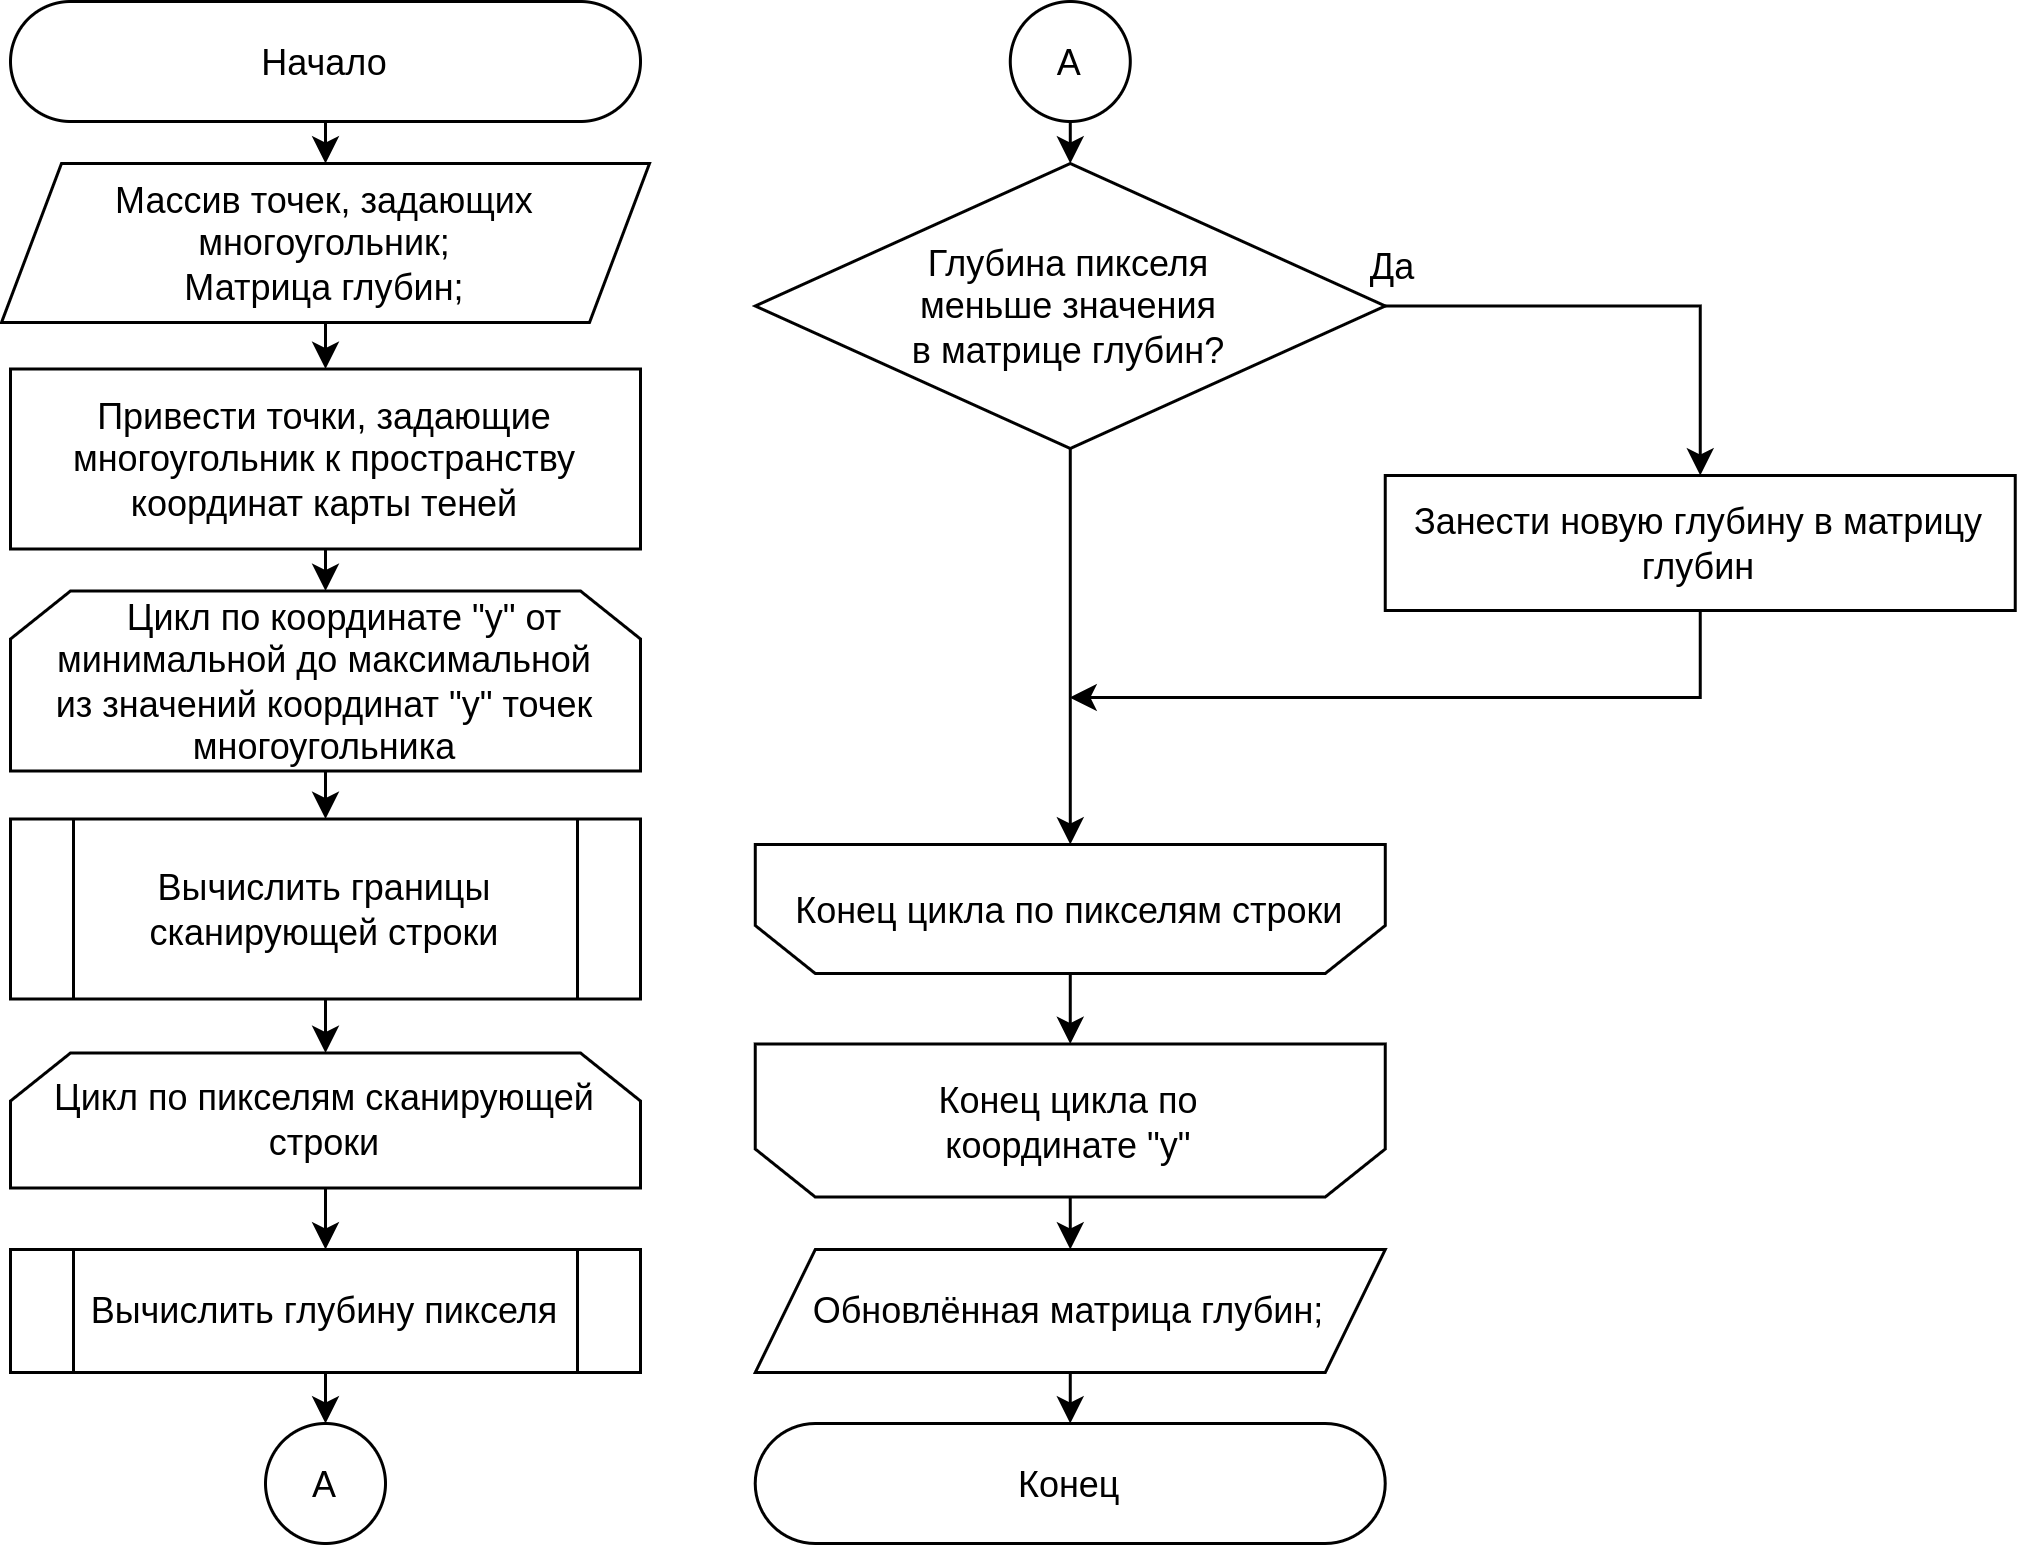 Начало
Массив точек, задающих
многоугольник;
Матрица глубин;
Привести точки, задающие
многоугольник к пространству
координат карты теней
Цикл по координате "y" от
минимальной до максимальной
из значений координат "y" точек
многоугольника
Вычислить границы
сканирующей строки
Цикл по пикселям сканирующей
строки
Вычислить глубину пикселя
А
А
Глубина пикселя
меньше значения
в матрице глубин?
Да
Занести новую глубину в матрицу
глубин
Конец цикла по пикселям строки
Конец цикла по
координате "y"
Обновлённая матрица глубин;
Конец